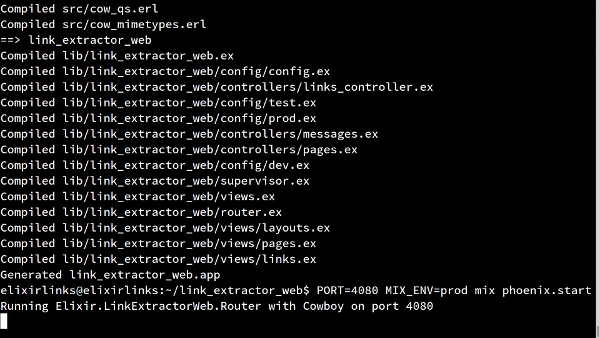 Compiled src/cow_qs.erl
Compiled src/cow_mimetypes.erl
==> link_extractor_web
Compiled lib/link_extractor_web.ex
Compiled lib/link_extractor_web/config/config.ex
Compiled lib/link_extractor_web/controllers/links_controller.ex
Compiled lib/link_extractor_web/config/test.ex
Compiled lib/link_extractor_web/config/prod.ex
Compiled lib/link_extractor_web/controllers/messages.ex
Compiled lib/link_extractor_web/controllers/pages.ex
Compiled lib/link_extractor_web/config/dev.ex
Compiled lib/link_extractor_web/supervisor.ex
Compiled lib/link_extractor_web/views.ex
Compiled lib/link_extractor_web/router.ex
Compiled lib/link_extractor_web/views/layouts.ex
Compiled lib/link_extractor_web/views/pages.ex
Compiled lib/link_extractor_web/views/links.ex
Generated link_extractor_web.app
elixirlinks@elixirlinks:~/link_extractor_web$ PORT=4080 MIX_ENV=prod mix phoenix.start
Running Elixir.LinkExtractorWeb.Router with Cowboy on port 4080